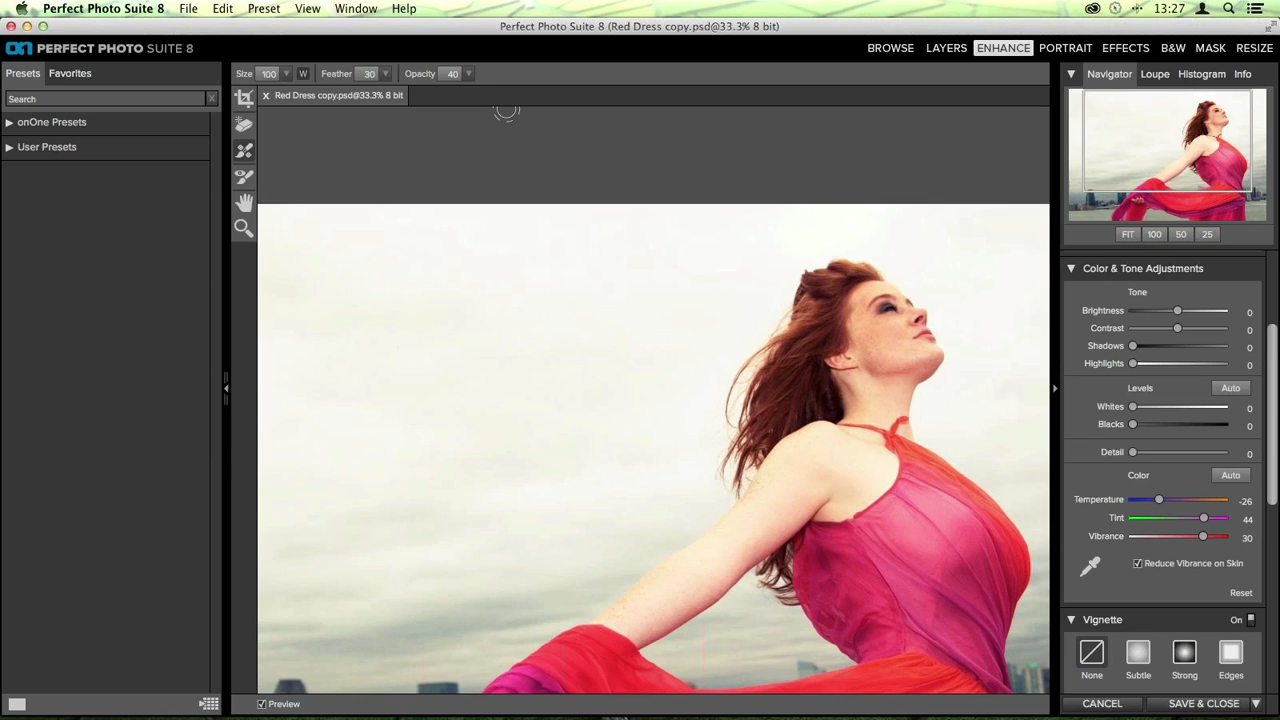 Perfect Photo Suite 8 File Edit Preset View Window Help 13:27
Perfect Photo Suite 8 (Red Dress copy.psd@33.3% 8 bit)
on PERFECT PHOTO SUITE 8 BROWSE LAYERS ENHANCE PORTRAIT EFFECTS B&W MASK RESIZE
Presets Favorites Size 100 W Feather 30 Opacity 40 Navigator Loupe Histogram Info
Search X Red Dress copy.psd@33.3% 8 bit
onOne Presets
User Presets
FIT 100 50 25
Color & Tone Adjustments
Tone
Brightness 0
Contrast 0
Shadows 0
Highlights 0
Levels Auto
Whites 0
Blacks 0
Detail 0
Color Auto
Temperature -26
Tint 44
Vibrance 30
Reduce Vibrance on Skin
Reset
Vignette On
None Subtle Strong Edges
Preview CANCEL SAVE & CLOSE